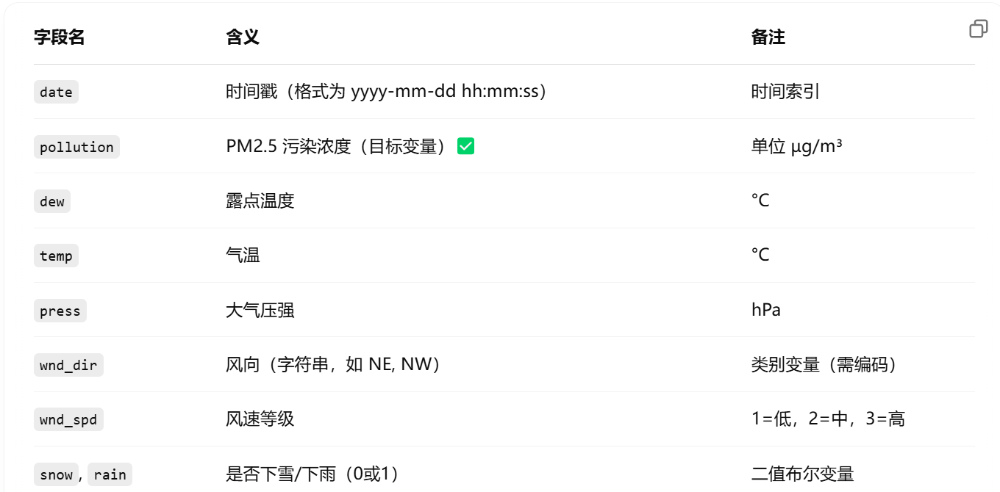 字段名 含义 备注
date 时间戳（格式为 yyyy-mm-dd hh:mm:ss） 时间索引
pollution PM2.5 污染浓度（目标变量）✅ 单位 μg/m³
dew 露点温度 °C
temp 气温 °C
press 大气压强 hPa
wnd_dir 风向（字符串，如 NE, NW） 类别变量（需编码）
wnd_spd 风速等级 1=低，2=中，3=高
snow, rain 是否下雪/下雨（0或1） 二值布尔变量